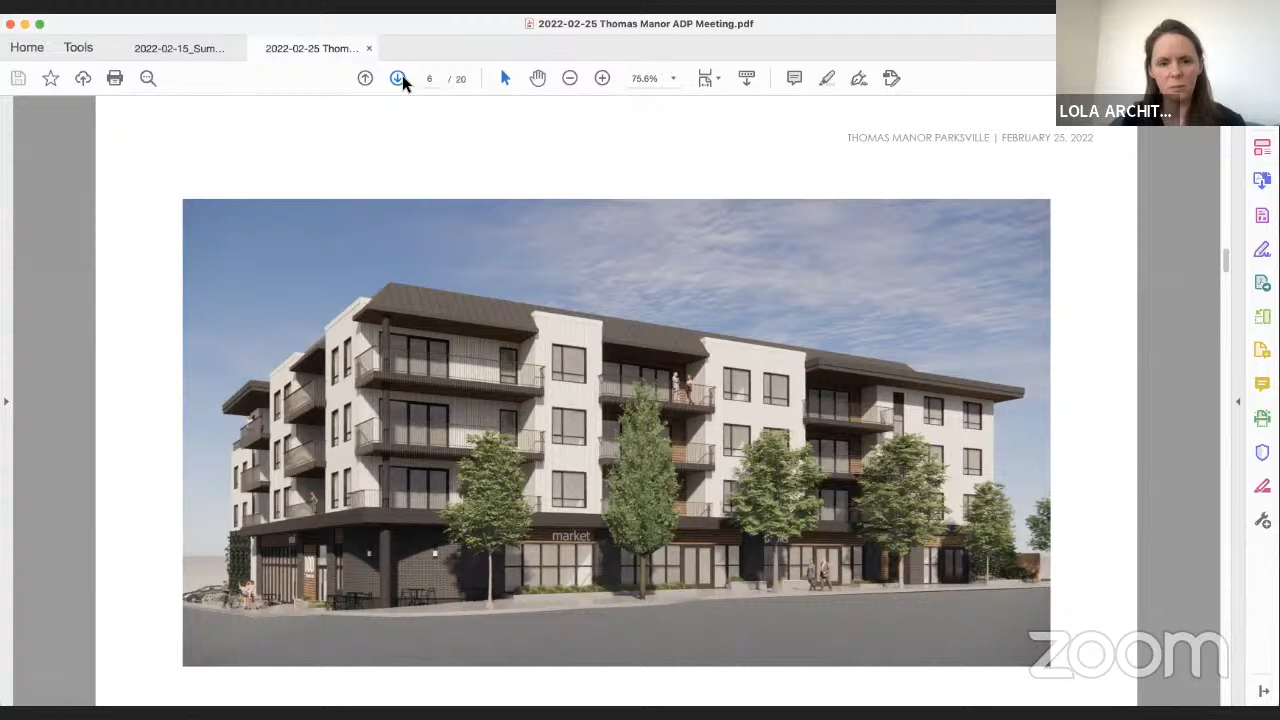 2022-02-25 Thomas Manor ADP Meeting.pdf
Home Tools 2022-02-15_Sum... 2022-02-25 Thom... ×
6 / 20 75.6%
LOLA ARCHIT...
THOMAS MANOR PARKSVILLE | FEBRUARY 25, 2022
market
zoom